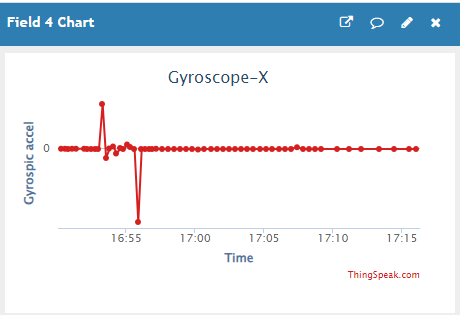 Field 4 Chart
Gyroscope-X
Gyrospic accel
0
16:55 17:00 17:05 17:10 17:15
Time
ThingSpeak.com